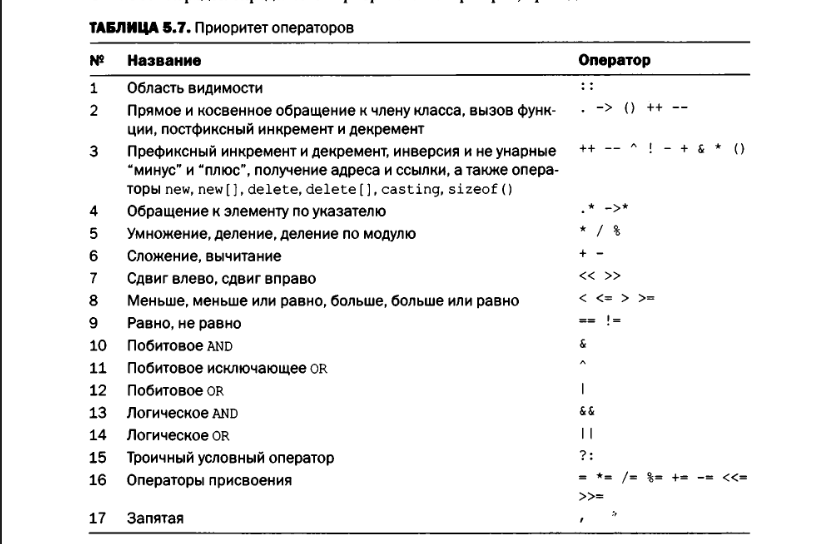 ТАБЛИЦА 5.7. Приоритет операторов
№ Название Оператор
1 Область видимости ::
2 Прямое и косвенное обращение к члену класса, вызов функ- . -> () ++ --
ции, постфиксный инкремент и декремент
3 Префиксный инкремент и декремент, инверсия и не унарные ++ -- ^ ! - + & * ()
“минус” и “плюс”, получение адреса и ссылки, а также опера-
торы new, new[], delete, delete[], casting, sizeof()
4 Обращение к элементу по указателю .* ->*
5 Умножение, деление, деление по модулю * / %
6 Сложение, вычитание + -
7 Сдвиг влево, сдвиг вправо << >>
8 Меньше, меньше или равно, больше, больше или равно < <= > >=
9 Равно, не равно == !=
10 Побитовое AND &
11 Побитовое исключающее OR ^
12 Побитовое OR |
13 Логическое AND &&
14 Логическое OR ||
15 Троичный условный оператор ?:
16 Операторы присвоения = *= /= %= += -= <<=
>>=
17 Запятая ,